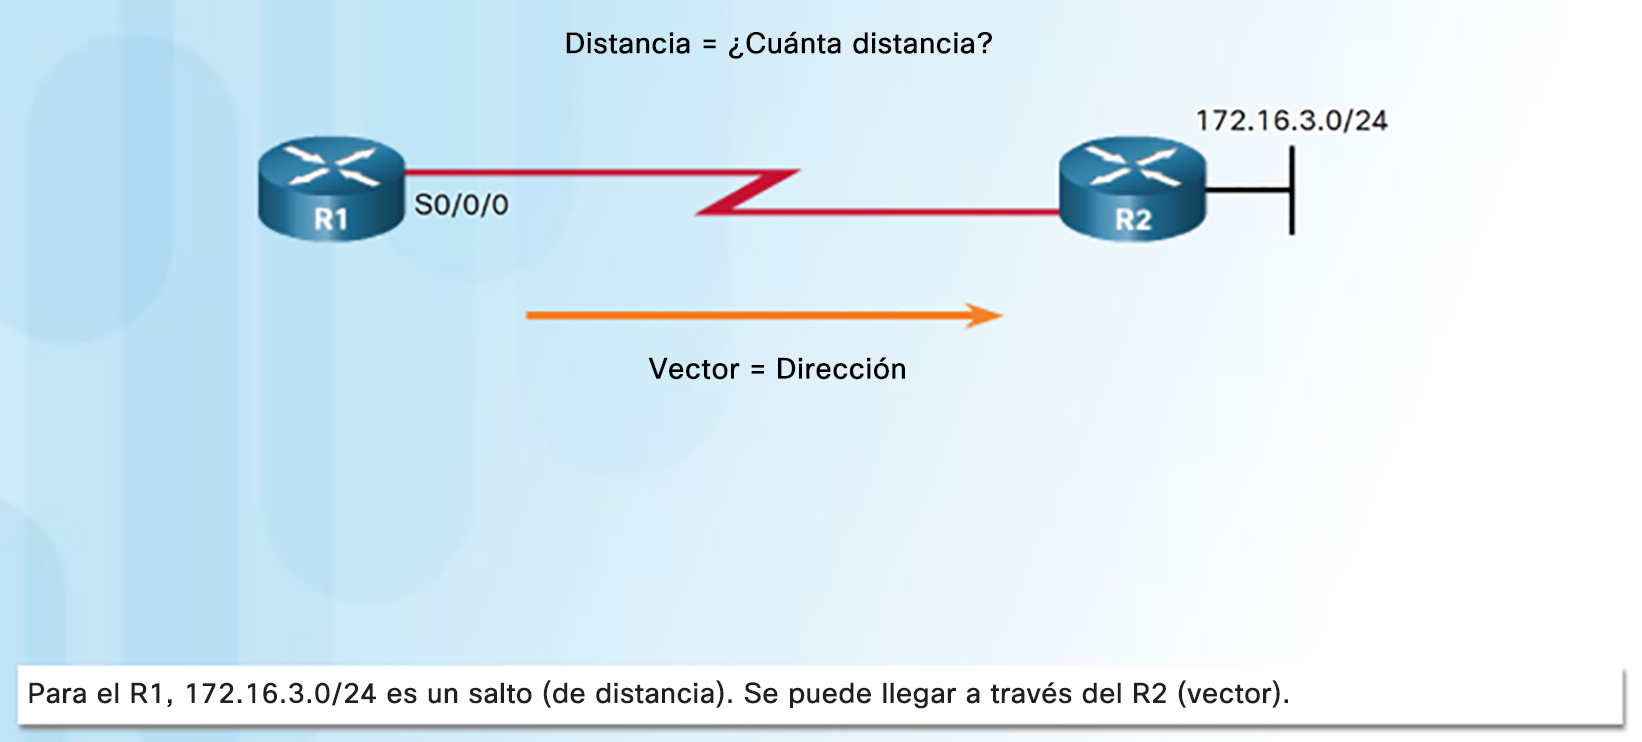 Distancia = ¿Cuánta distancia?
172.16.3.0/24
S0/0/0
R1
R2
Vector = Dirección
Para el R1, 172.16.3.0/24 es un salto (de distancia). Se puede llegar a través del R2 (vector).